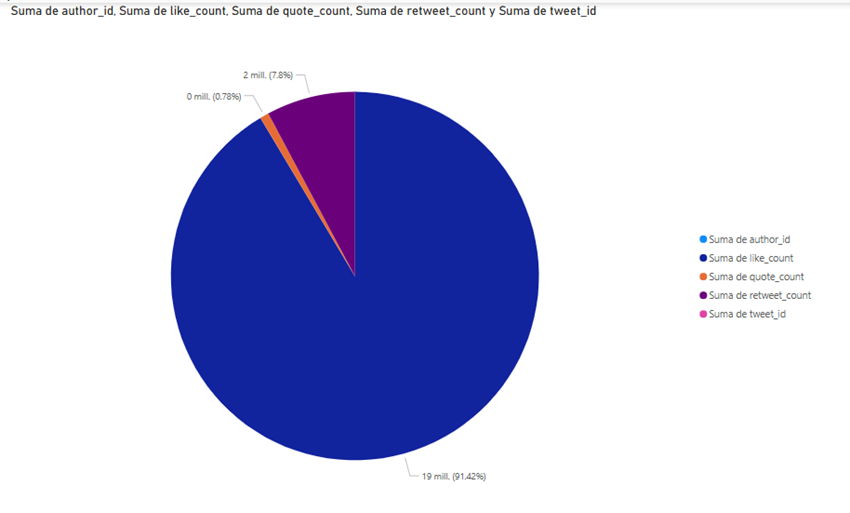 Suma de author_id, Suma de like_count, Suma de quote_count, Suma de retweet_count y Suma de tweet_id
2 mill. (7.8%)
0 mill. (0.78%)
Suma de author_id
Suma de like_count
Suma de quote_count
Suma de retweet_count
Suma de tweet_id
19 mill. (91.42%)